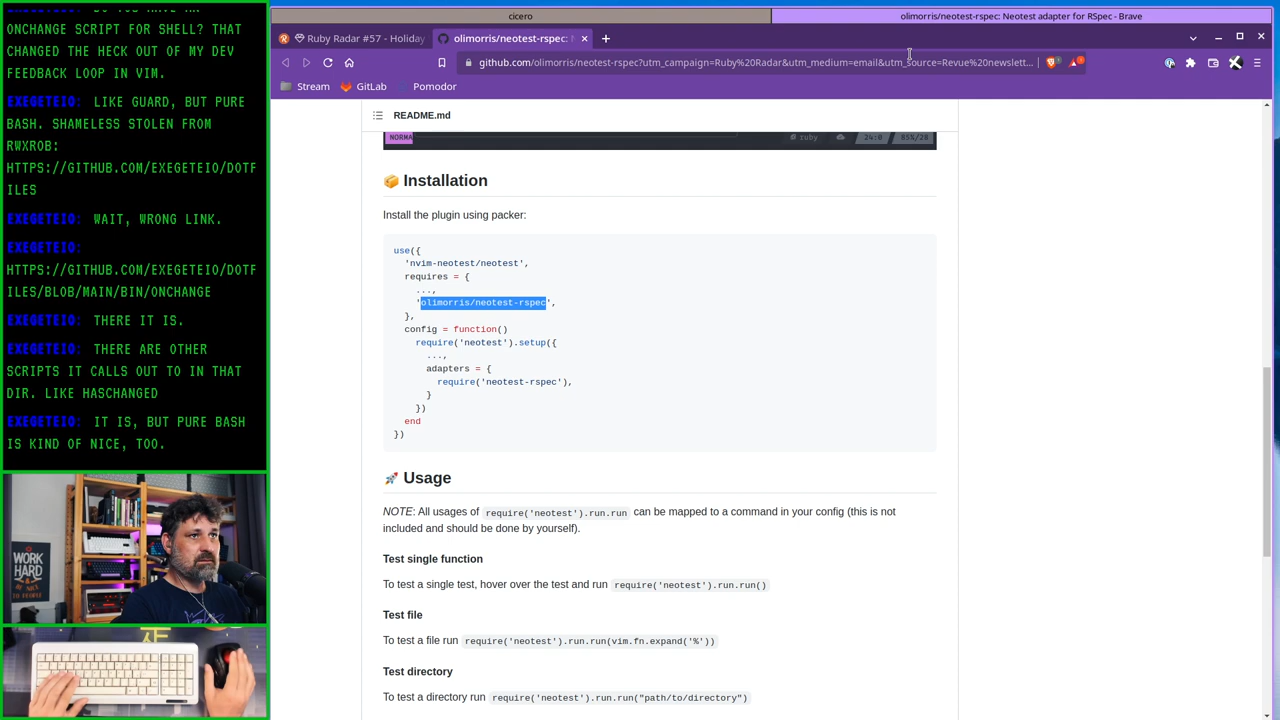 ONCHANGE SCRIPT FOR SHELL? THAT
CHANGED THE HECK OUT OF MY DEV
FEEDBACK LOOP IN VIM.
EXEGETEIO: LIKE GUARD, BUT PURE
BASH. SHAMELESS STOLEN FROM
RWXROB:
HTTPS://GITHUB.COM/EXEGETEIO/DOTF
ILES
EXEGETEIO: WAIT, WRONG LINK.
EXEGETEIO:
HTTPS://GITHUB.COM/EXEGETEIO/DOTF
ILES/BLOB/MAIN/BIN/ONCHANGE
EXEGETEIO: THERE IT IS.
EXEGETEIO: THERE ARE OTHER
SCRIPTS IT CALLS OUT TO IN THAT
DIR. LIKE HASCHANGED
EXEGETEIO: IT IS, BUT PURE BASH
IS KIND OF NICE, TOO.
WORK
HARD
cicero
olimorris/neotest-rspec: Neotest adapter for RSpec - Brave
Ruby Radar #57 - Holiday
olimorris/neotest-rspec: N
github.com/olimorris/neotest-rspec?utm_campaign=Ruby%20Radar&utm_medium=email&utm_source=Revue%20newslett...
Stream GitLab Pomodor
README.md
NORMA ruby 24:0 85%/28
📦 Installation
Install the plugin using packer:
use({
'nvim-neotest/neotest',
requires = {
...,
'olimorris/neotest-rspec',
},
config = function()
require('neotest').setup({
...,
adapters = {
require('neotest-rspec'),
}
})
end
})
🚀 Usage
NOTE: All usages of require('neotest').run.run can be mapped to a command in your config (this is not
included and should be done by yourself).
Test single function
To test a single test, hover over the test and run require('neotest').run.run()
Test file
To test a file run require('neotest').run.run(vim.fn.expand('%'))
Test directory
To test a directory run require('neotest').run.run("path/to/directory")